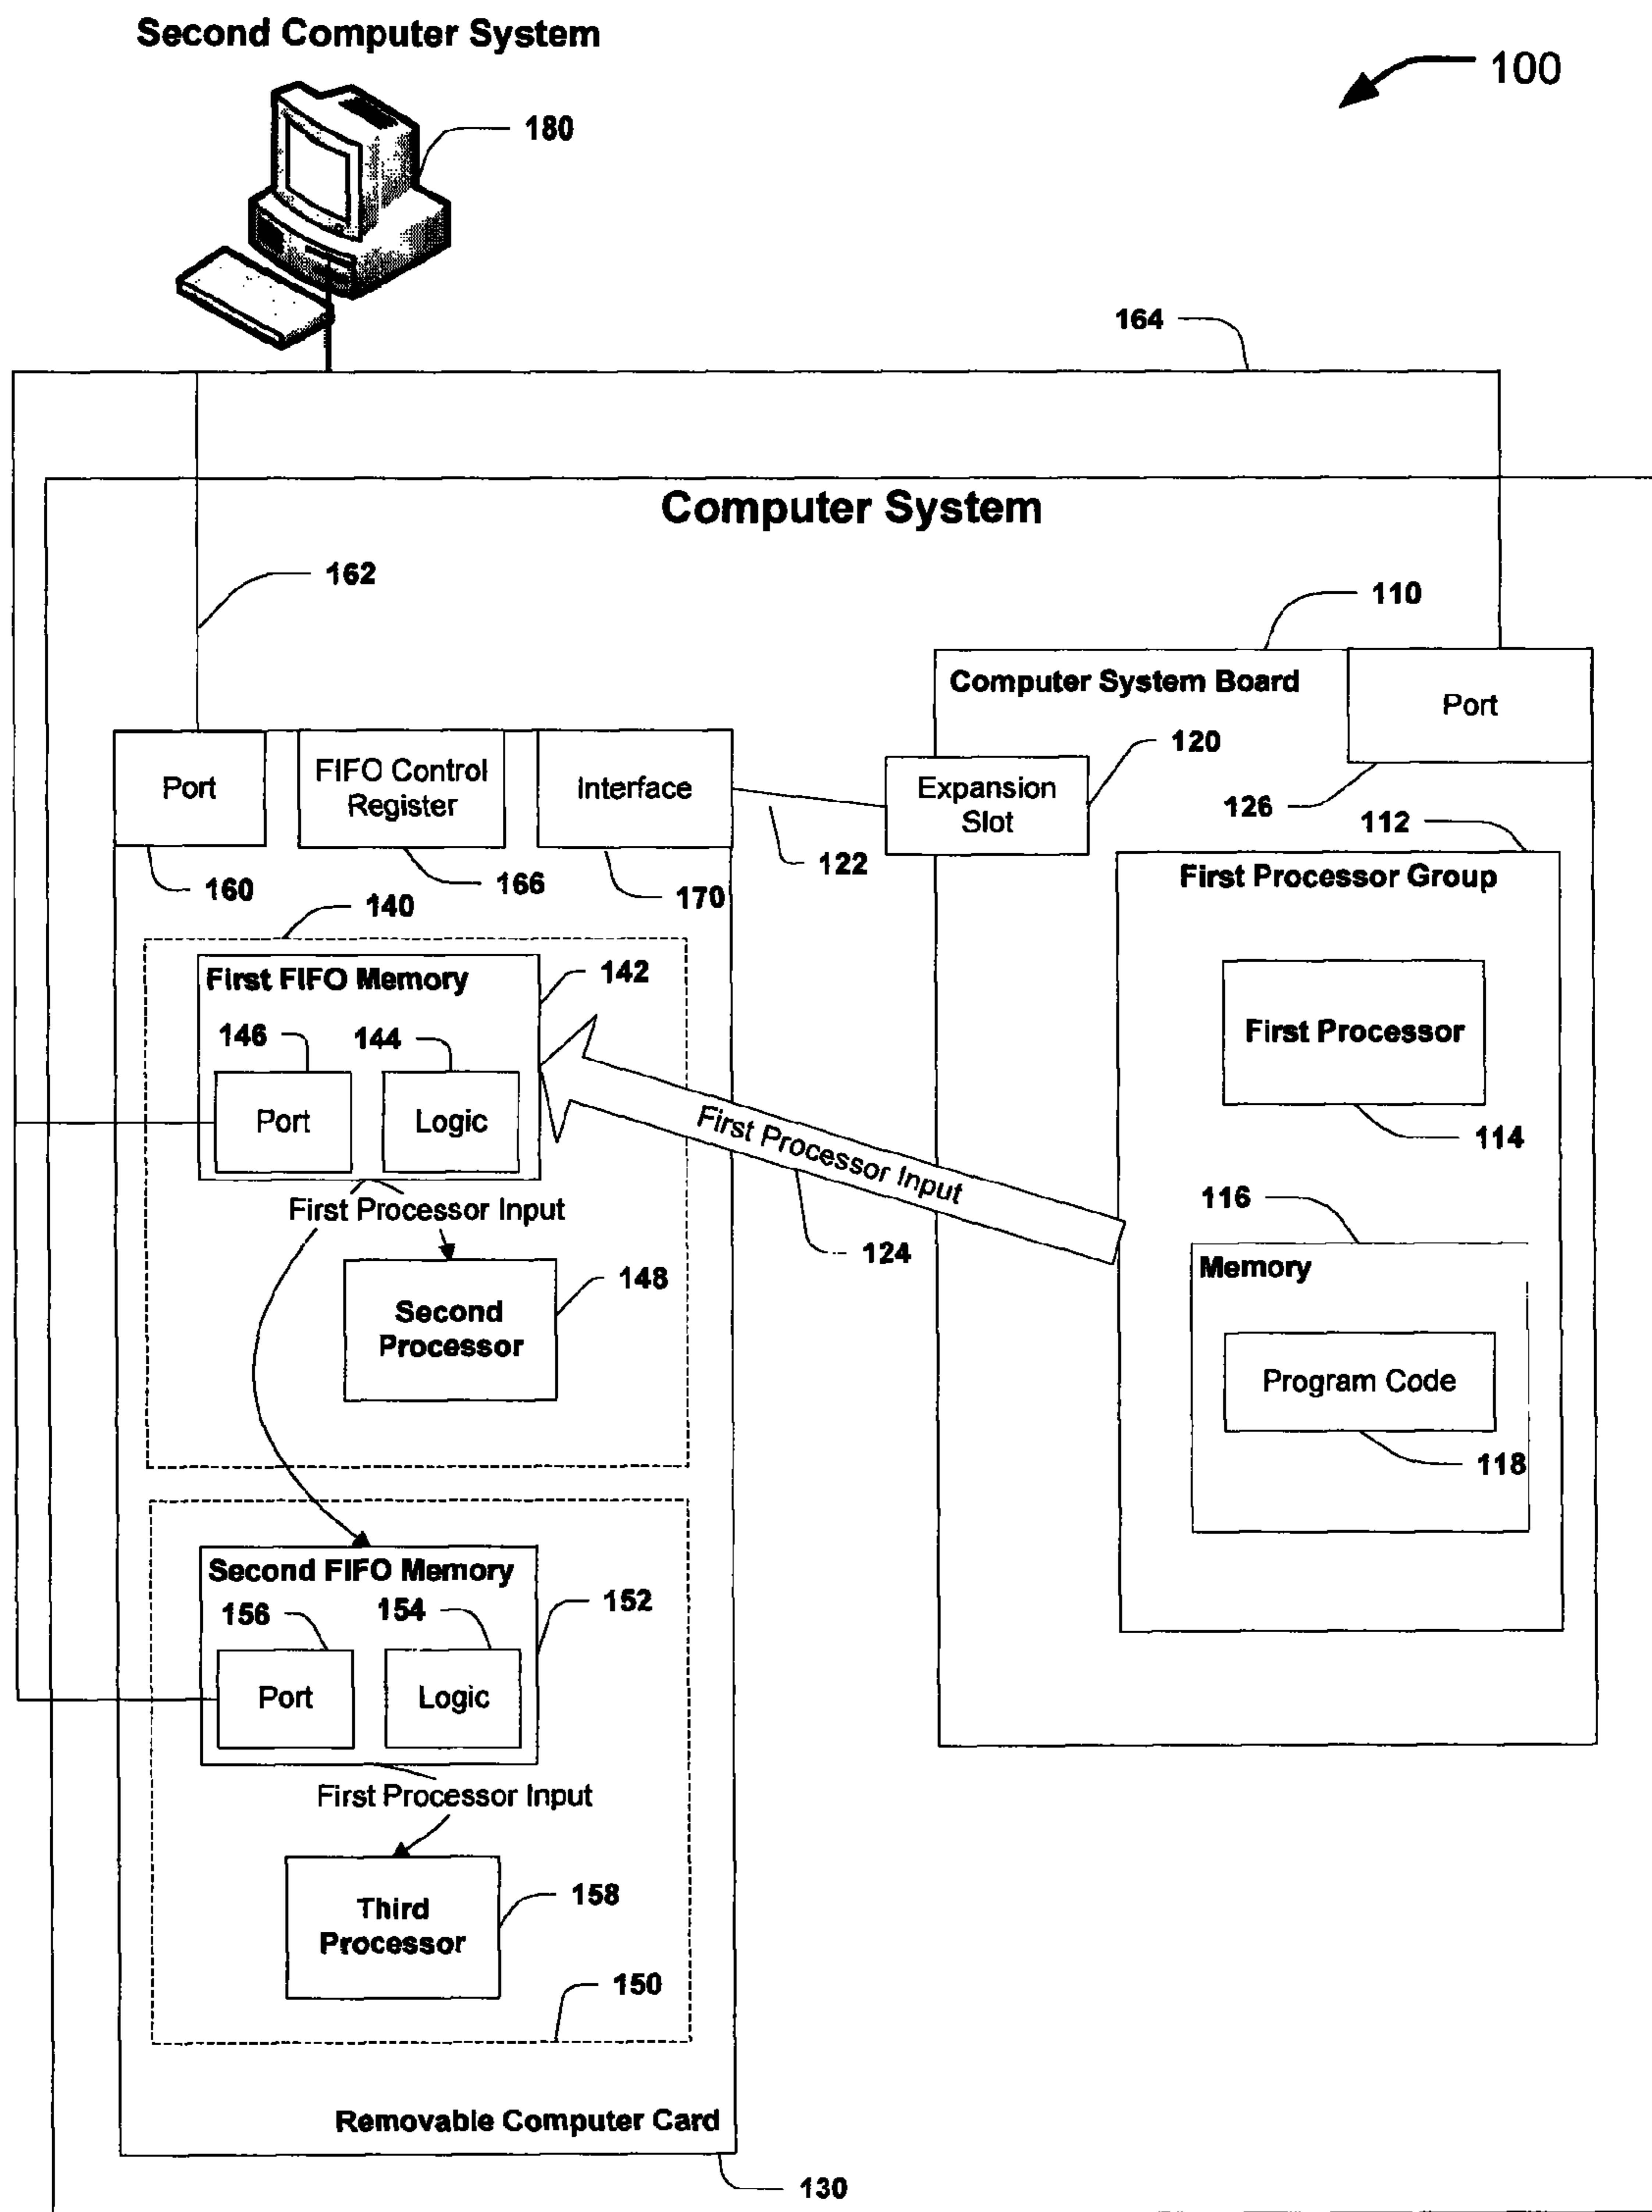 Second Computer System
100
180
164
Computer System
162
110
Computer System Board
Port
120
126
Port
FIFO Control
Register
Interface
Expansion
Slot
122
112
160
166
170
First Processor Group
140
First FIFO Memory
142
146
144
Port
Logic
First Processor
114
First Processor Input
124
First Processor Input
116
Memory
148
Second
Processor
Program Code
118
Second FIFO Memory
156
154
152
Port
Logic
First Processor Input
Third
Processor
158
150
Removable Computer Card
130